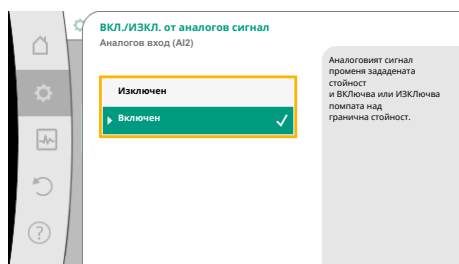 ВКЛ./ИЗКЛ. от аналогов сигнал
Аналогов вход (AI2)
Изключен
Включен
Аналоговият сигнал
променя зададената
стойност
и ВКЛючва или ИЗКЛючва
помпата над
гранична стойност.
?